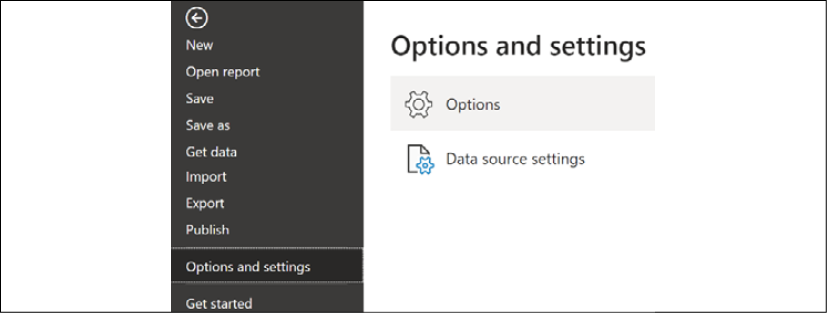 New
Open report
Save
Save as
Get data
Import
Export
Publish
Options and settings
Get started
Options and settings
Options
Data source settings